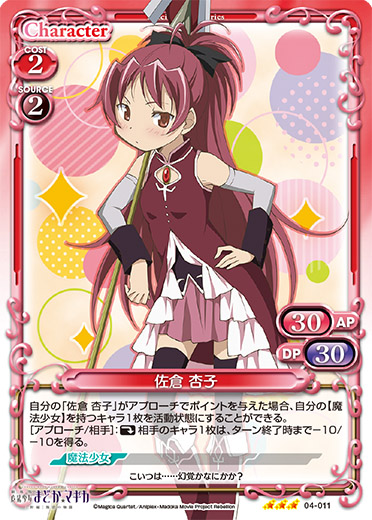 Character
COST
2
SOURCE
2
30 AP
DP 30
佐倉 杏子
自分の「佐倉 杏子」がアプローチでポイントを与えた場合、自分の【魔
法少女】を持つキャラ1枚を活動状態にすることができる。
[アプローチ/相手]: 相手のキャラ1枚は、ターン終了時まで-10/
-10を得る。
魔法少女
こいつは……幻覚かなにかか?
まどか☆マギカ
©Magica Quartet/Aniplex・Madoka Movie Project Rebellion
04-011